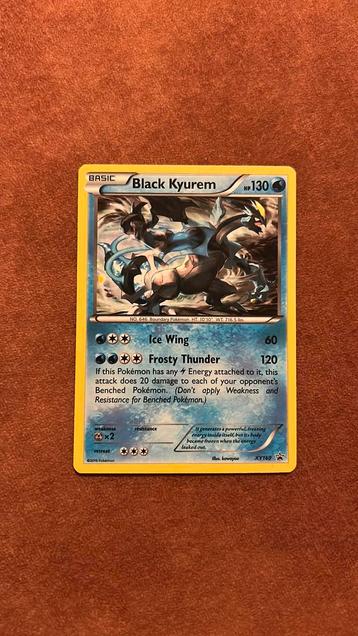 BASIC Black Kyurem HP 130
NO. 646 Boundary Pokémon HT. 10'10" WT. 716.5 lbs.
Ice Wing 60
Frosty Thunder 120
If this Pokémon has any Energy attached to it, this
attack does 20 damage to each of your opponent's
Benched Pokémon. (Don't apply Weakness and
Resistance for Benched Pokémon.)
weakness resistance
×2
retreat
It generates a powerful, freezing
energy inside itself, but its body
became frozen when the energy
leaked out.
©2016 Pokémon
Illus. kawayoo